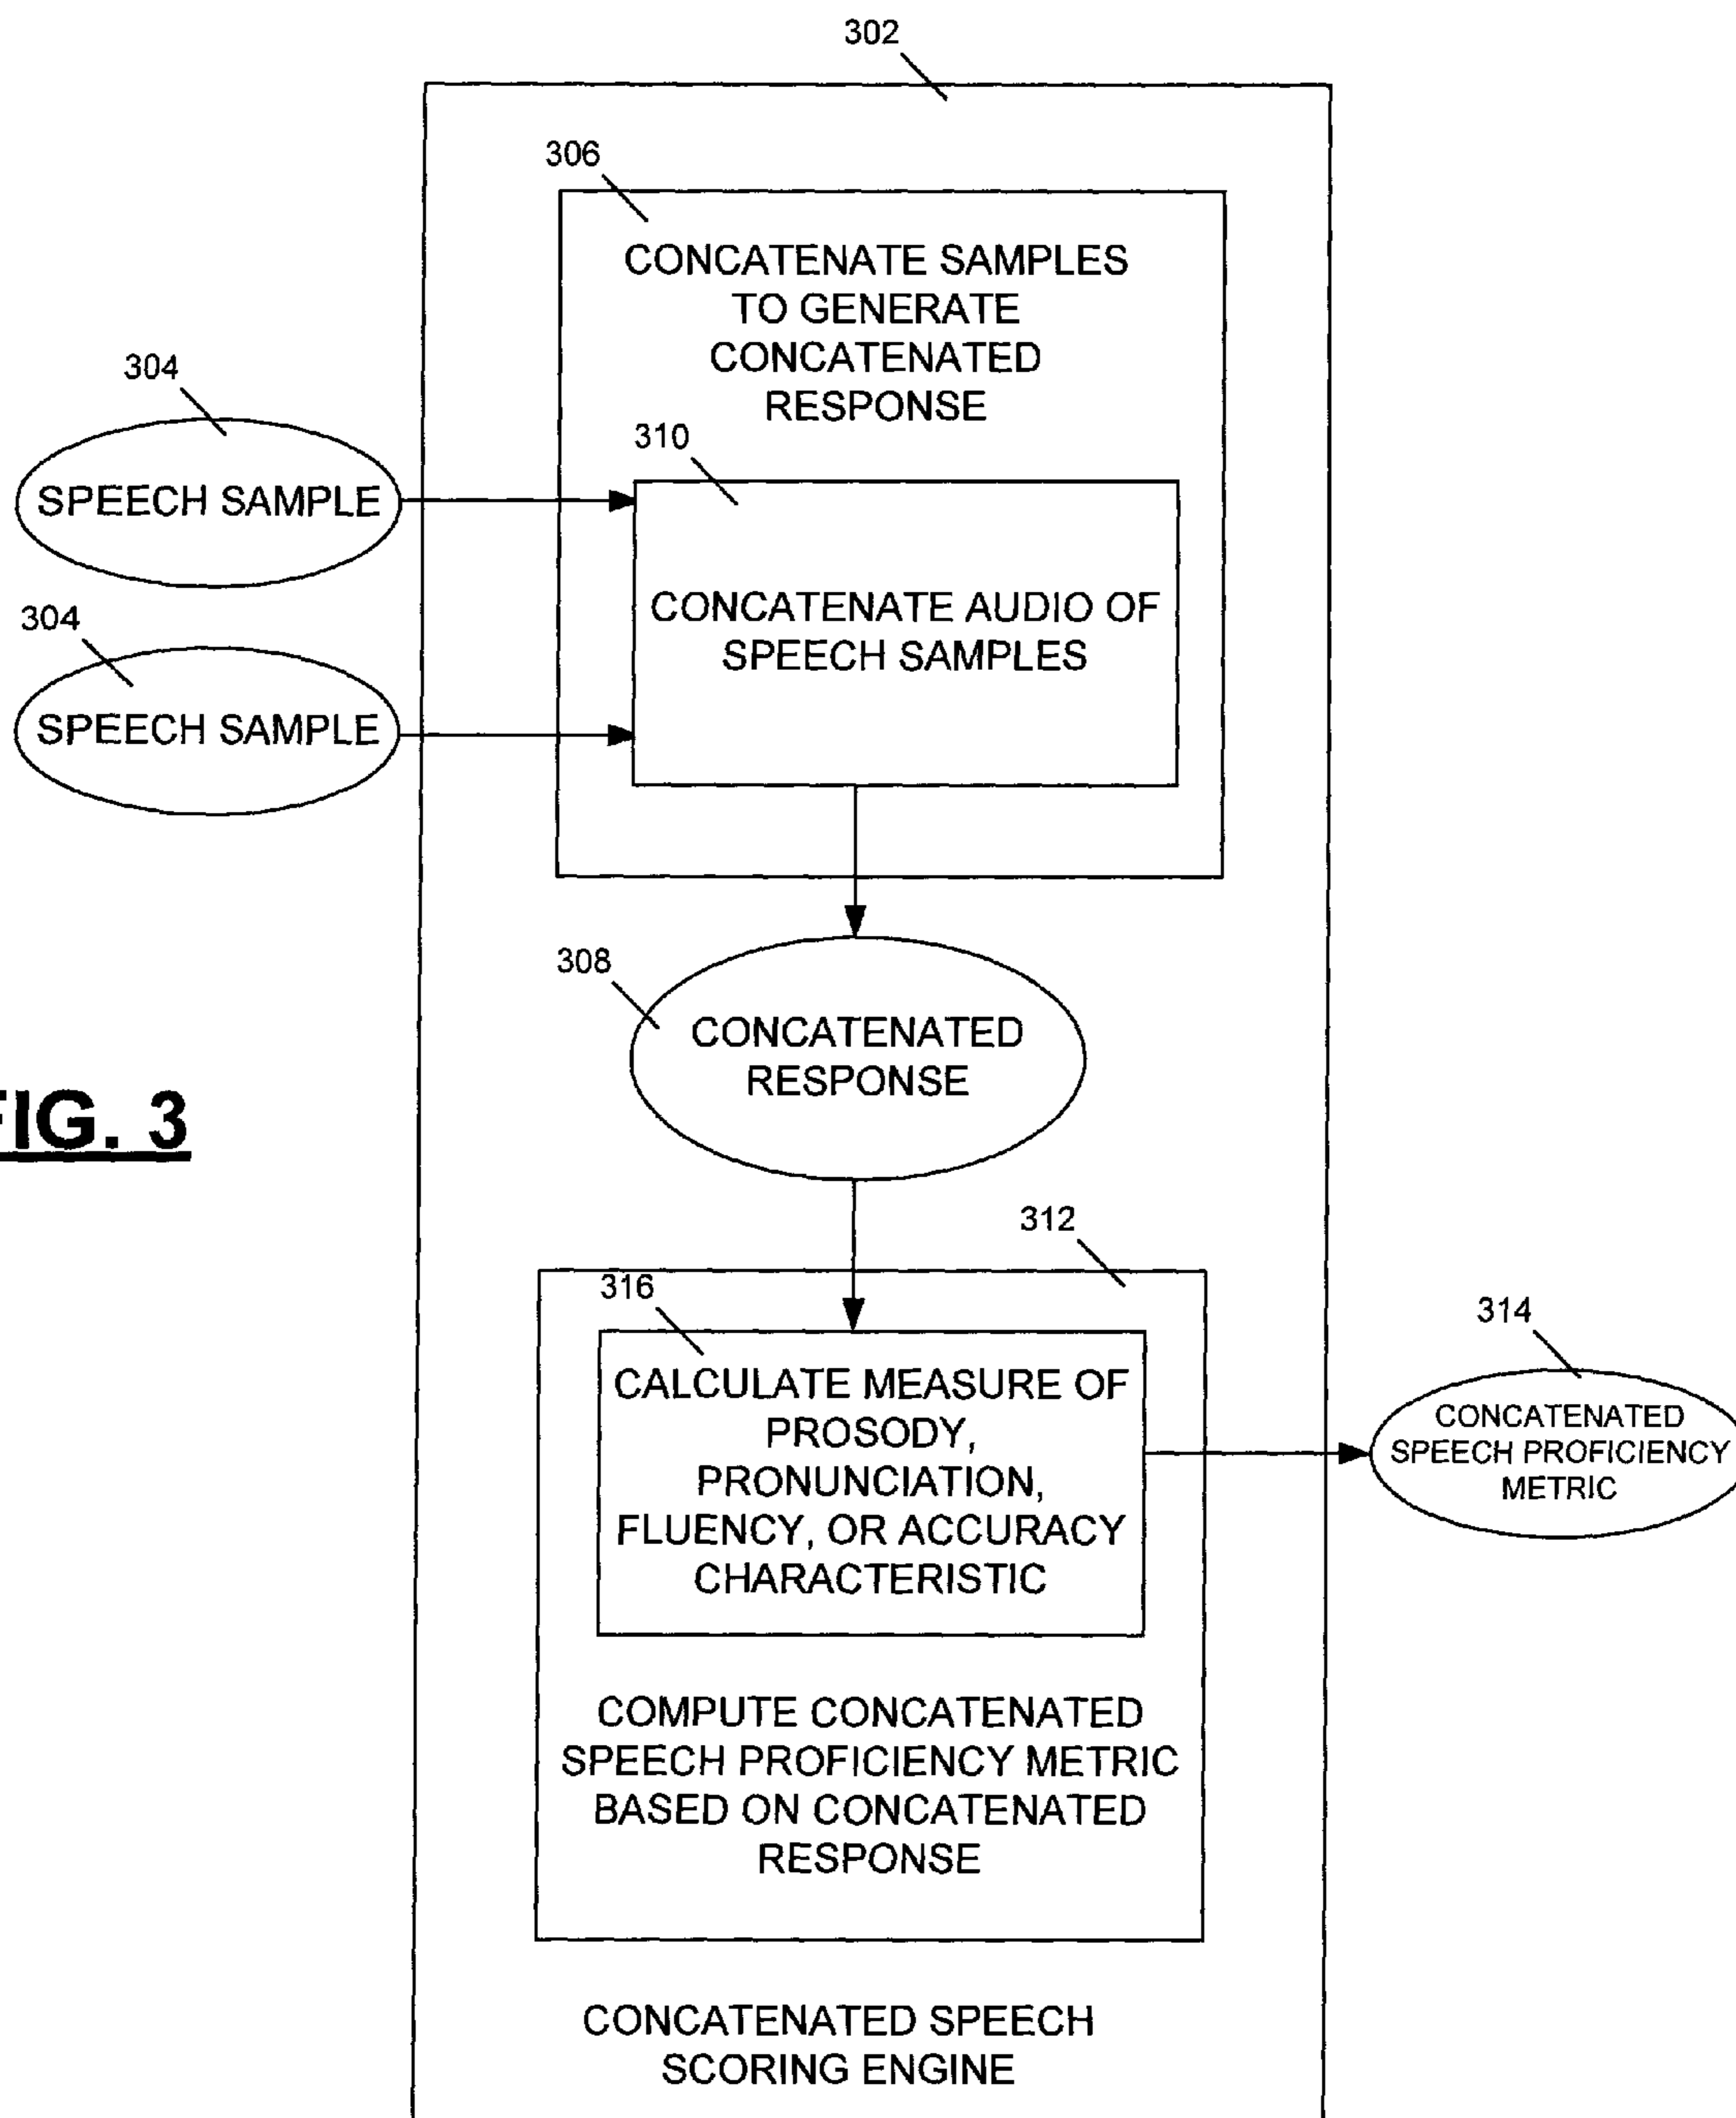 302
306
CONCATENATE SAMPLES
TO GENERATE
CONCATENATED
RESPONSE
304
SPEECH SAMPLE
310
CONCATENATE AUDIO OF
SPEECH SAMPLES
304
SPEECH SAMPLE
308
CONCATENATED
RESPONSE
FIG. 3
312
316
CALCULATE MEASURE OF
PROSODY,
PRONUNCIATION,
FLUENCY, OR ACCURACY
CHARACTERISTIC
314
CONCATENATED
SPEECH PROFICIENCY
METRIC
COMPUTE CONCATENATED
SPEECH PROFICIENCY METRIC
BASED ON CONCATENATED
RESPONSE
CONCATENATED SPEECH
SCORING ENGINE